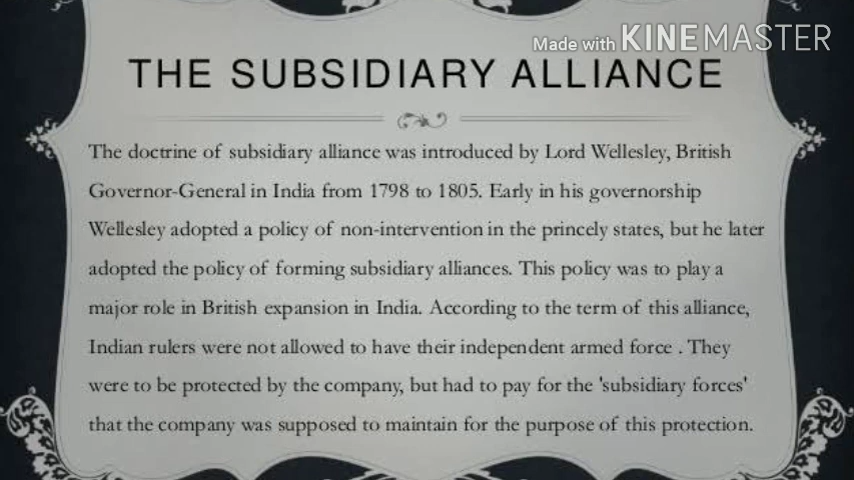 Made with KINEMASTER
THE SUBSIDIARY ALLIANCE
The doctrine of subsidiary alliance was introduced by Lord Wellesley, British
Governor-General in India from 1798 to 1805. Early in his governorship
Wellesley adopted a policy of non-intervention in the princely states, but he later
adopted the policy of forming subsidiary alliances. This policy was to play a
major role in British expansion in India. According to the term of this alliance,
Indian rulers were not allowed to have their independent armed force . They
were to be protected by the company, but had to pay for the 'subsidiary forces'
that the company was supposed to maintain for the purpose of this protection.